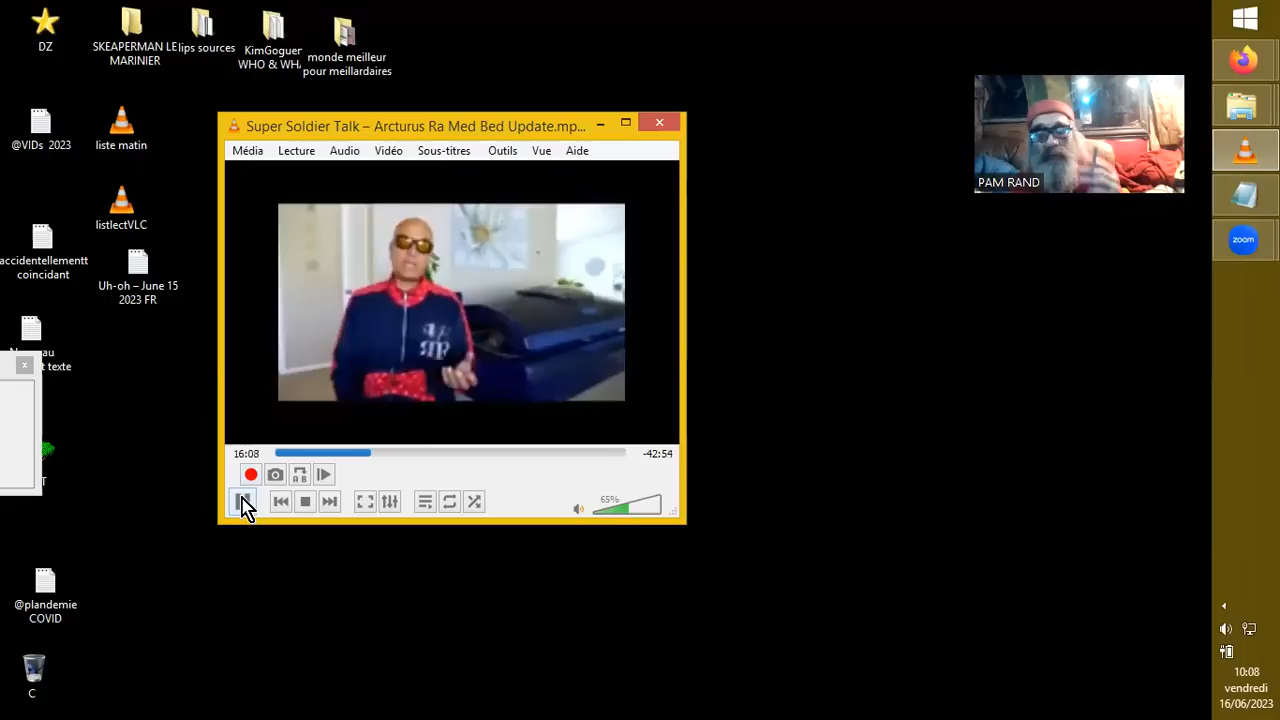 DZ
SKEAPERMAN LE
MARINIER
lips sources
KimGoguer
WHO & WH
monde meilleur
pour meillardaires
@VIDs 2023
liste matin
listlectVLC
accidentellementt
coincidant
Uh-oh – June 15
2023 FR
au
t texte
x
T
@plandemie
COVID
C
Super Soldier Talk – Arcturus Ra Med Bed Update.mp...
Média Lecture Audio Vidéo Sous-titres Outils Vue Aide
16:08
-42:54
A B
65%
PAM RAND
zoom
10:08
vendredi
16/06/2023